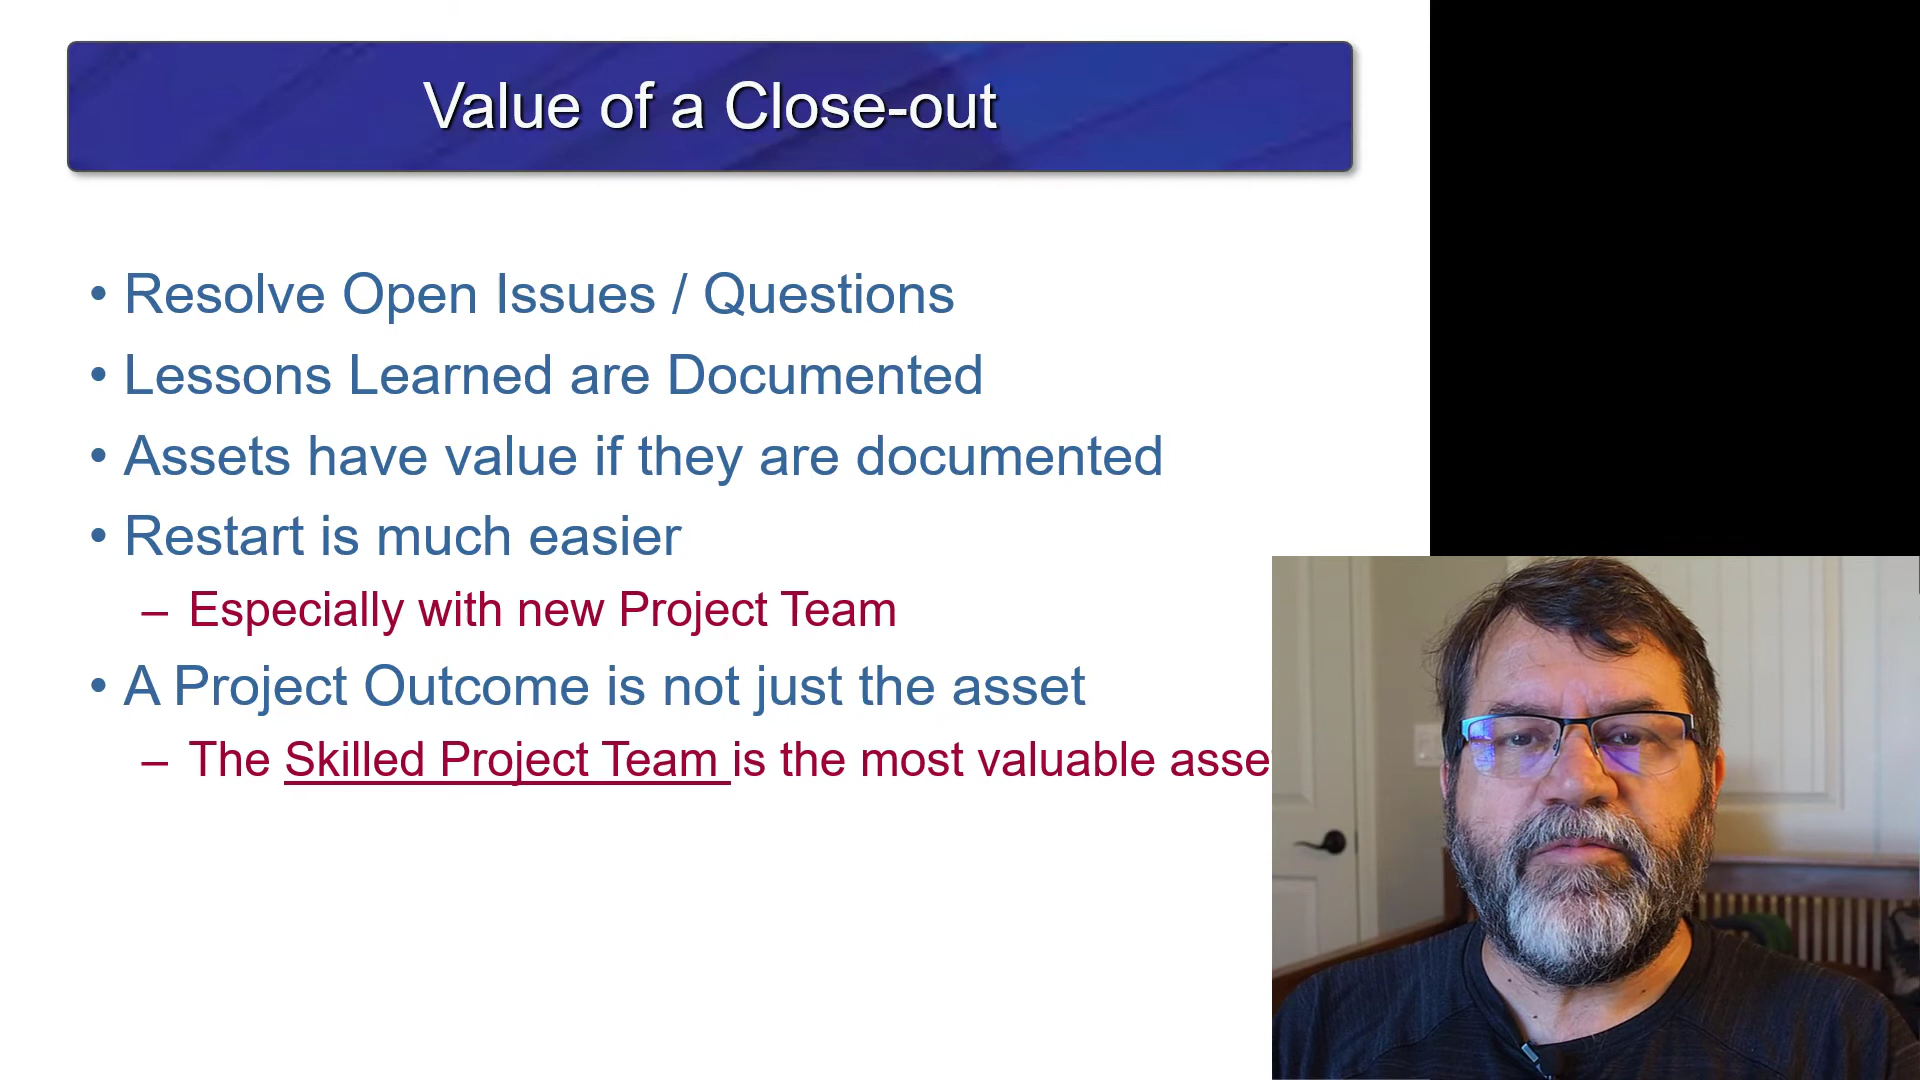 Value of a Close-out
• Resolve Open Issues / Questions
• Lessons Learned are Documented
• Assets have value if they are documented
• Restart is much easier
– Especially with new Project Team
• A Project Outcome is not just the asset
– The Skilled Project Team is the most valuable asse